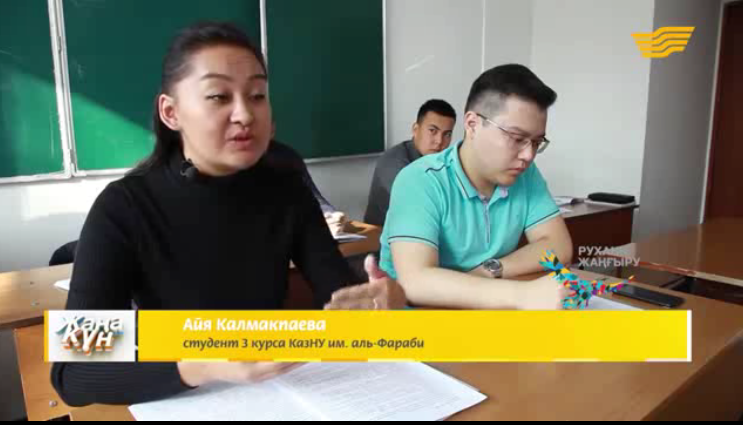 РУХАНИ
ЖАҢҒЫРУ
Жаңа
Күн
Айя Калмакпаева
студент 3 курса КазНУ им. аль-Фараби